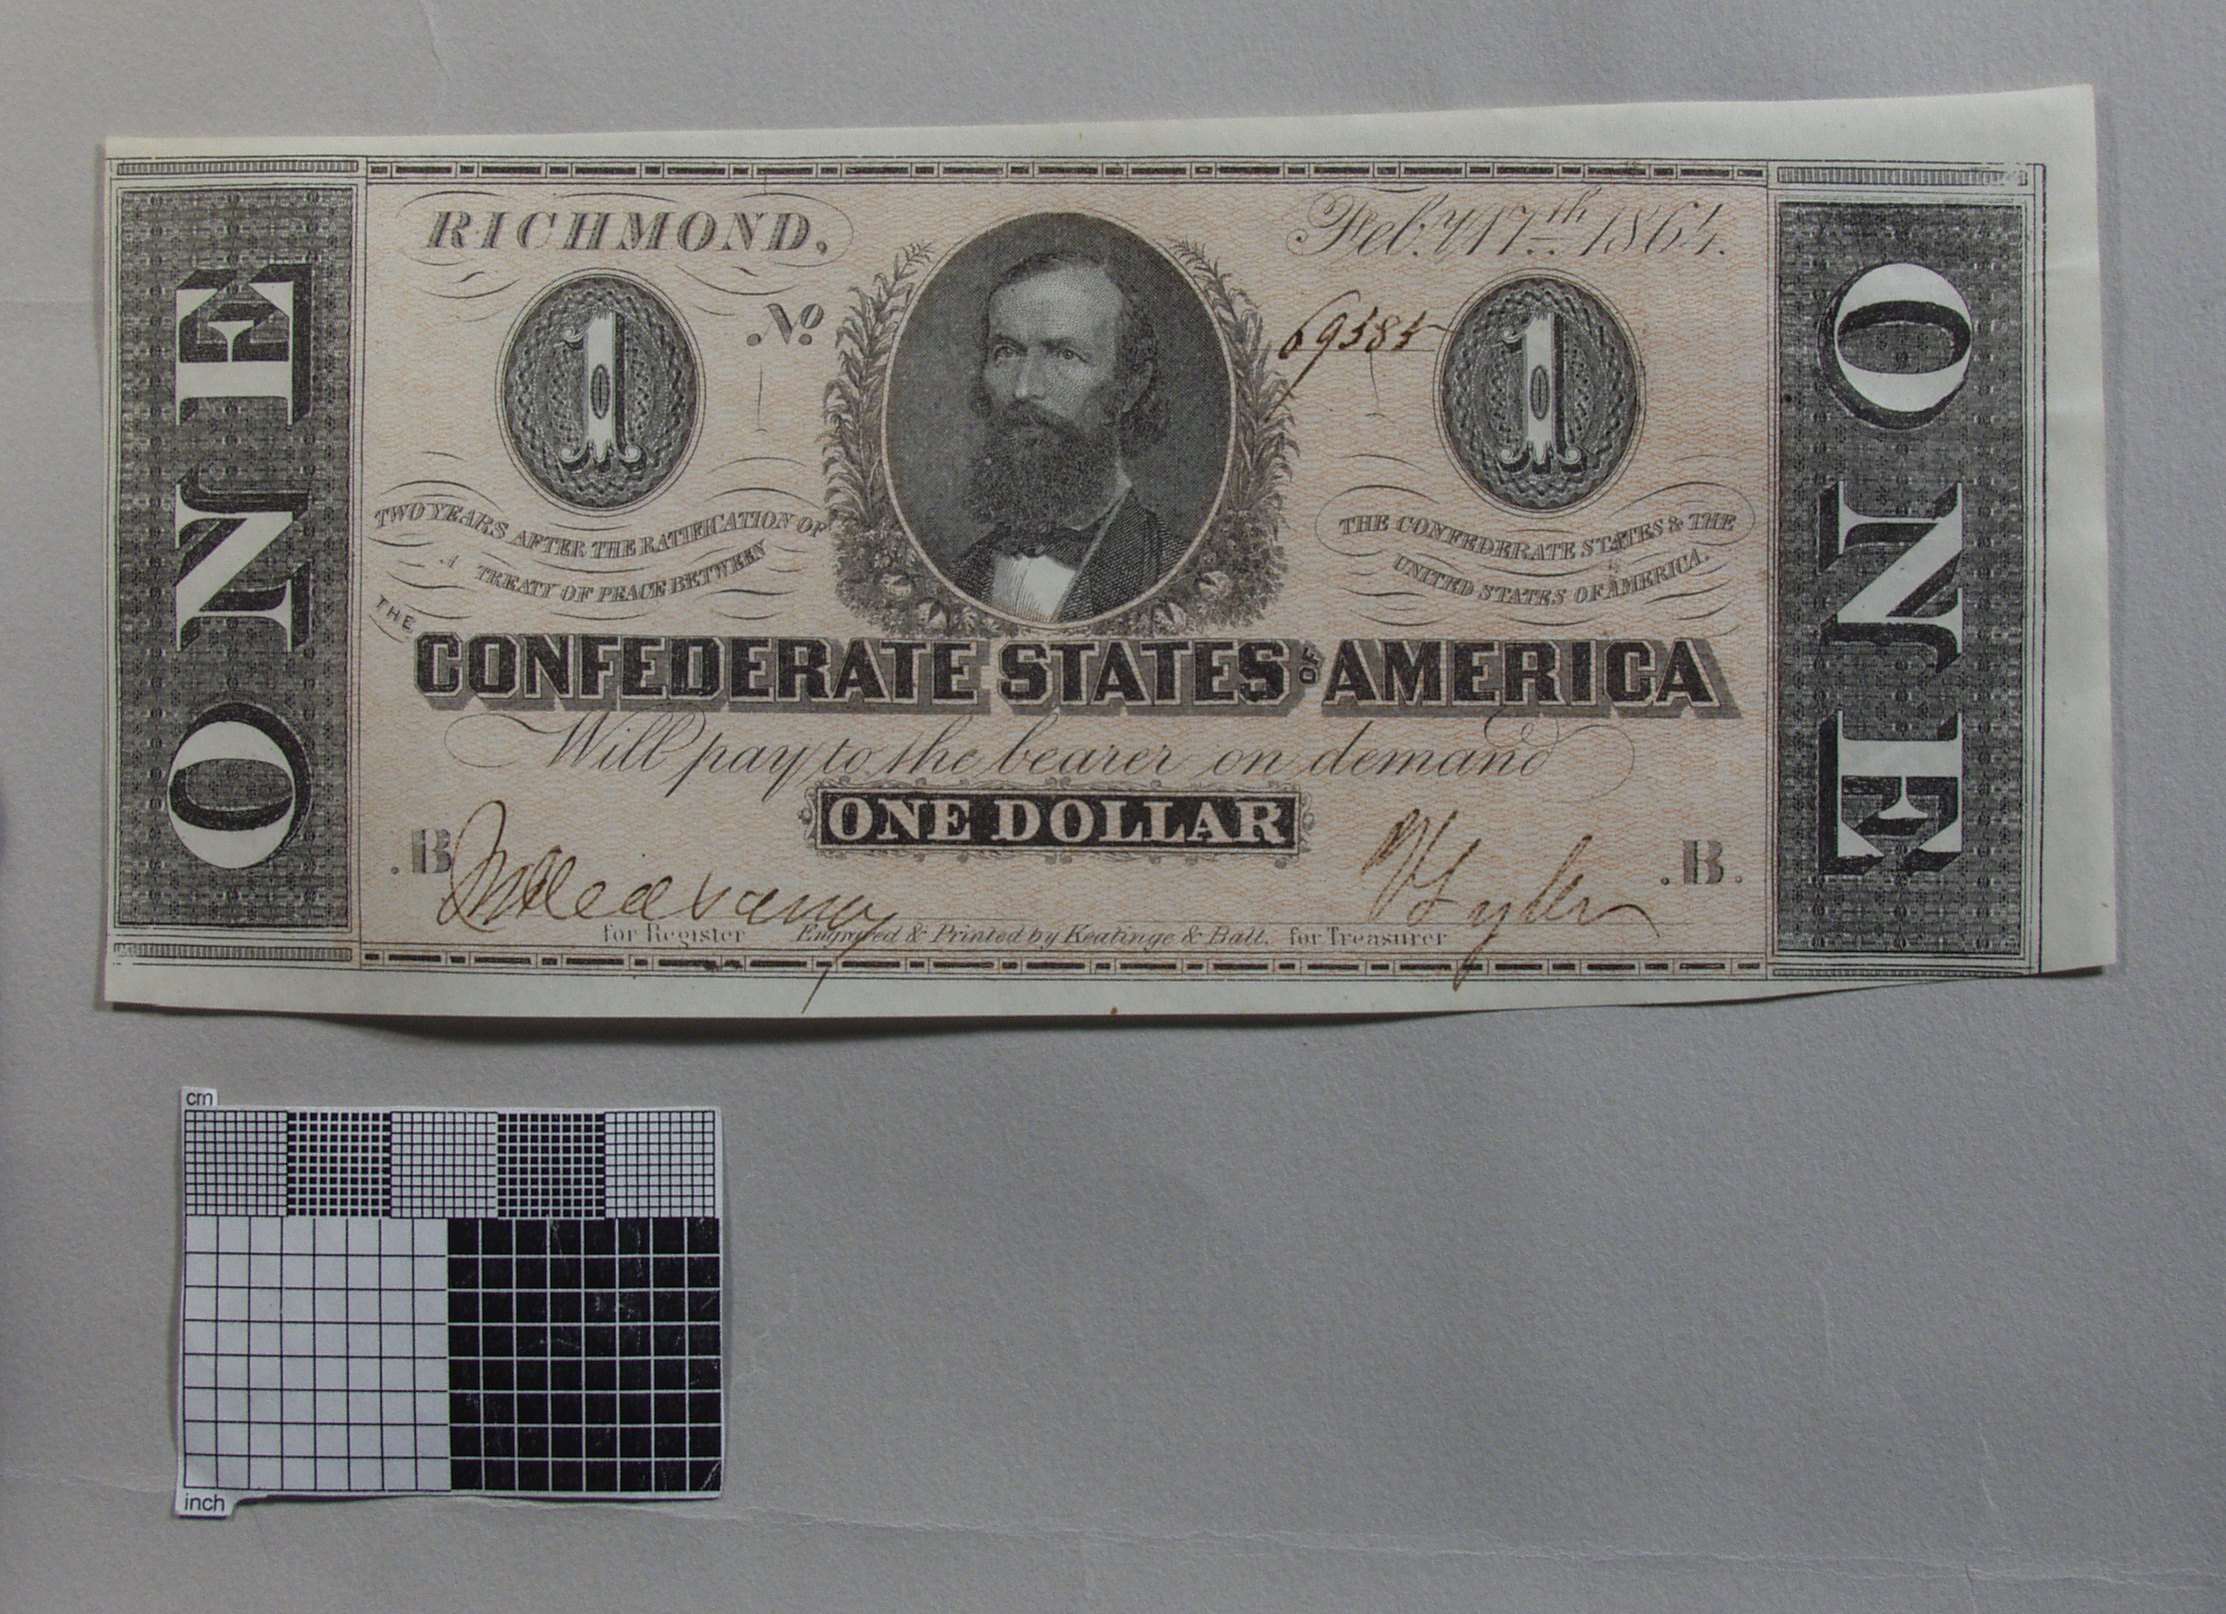 RICHMOND,
Feb.y 17th 1864.
No 69585
1
1
ONE
ONE
TWO YEARS AFTER THE RATIFICATION OF
A TREATY OF PEACE BETWEEN
THE CONFEDERATE STATES & THE
UNITED STATES OF AMERICA.
THE
CONFEDERATE STATES OF AMERICA
Will pay to the bearer on demand
ONE DOLLAR
.B
Tyler
.B.
for Register Engraved & Printed by Keatinge & Ball. for Treasurer
cm
inch